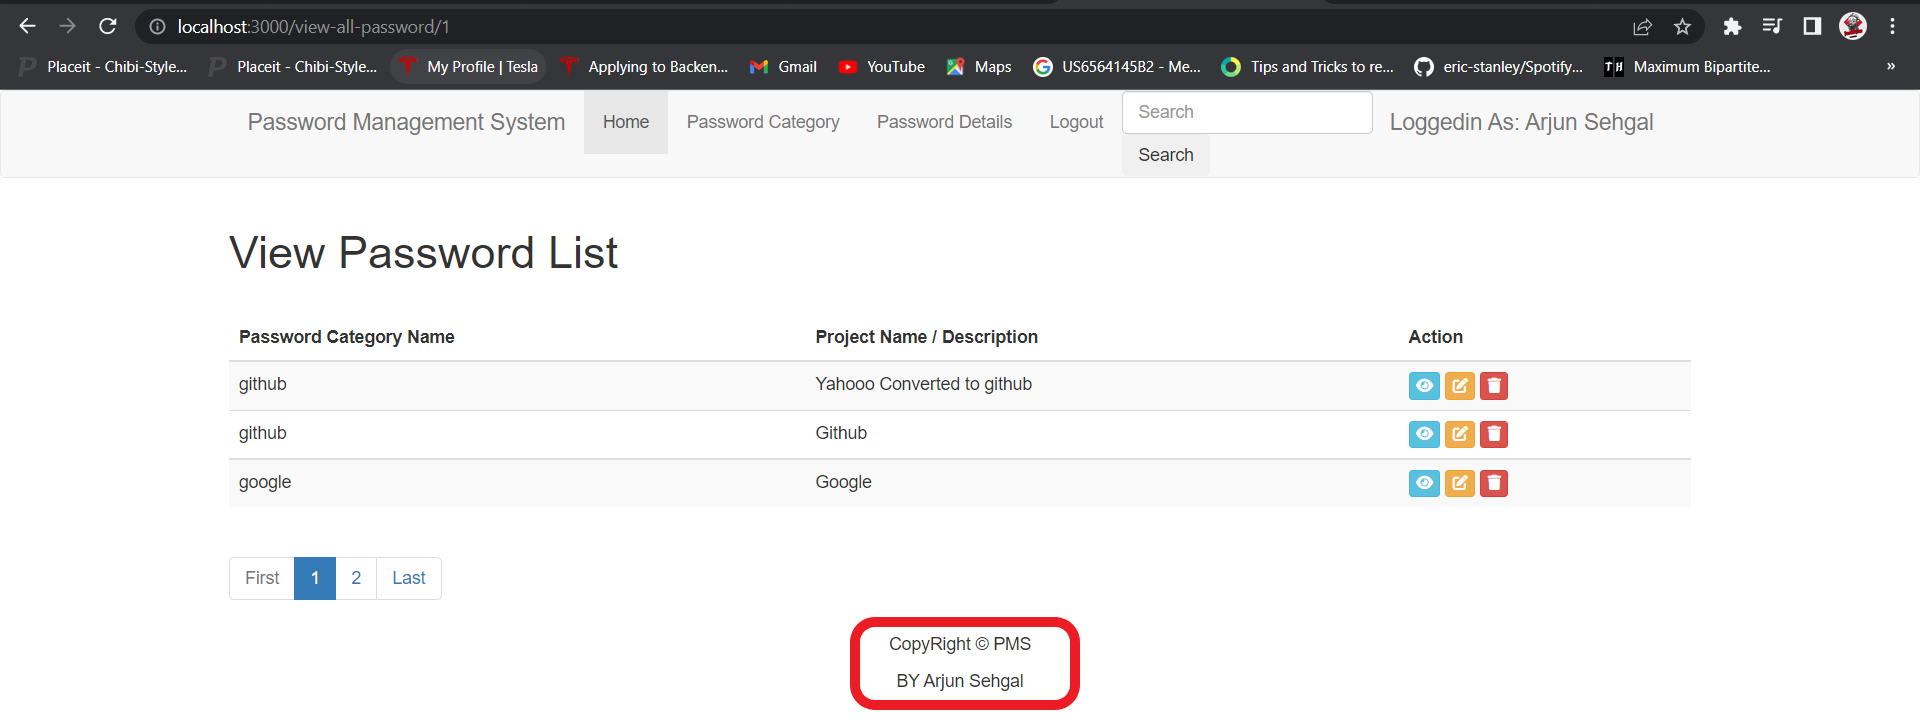 localhost:3000/view-all-password/1
Placeit - Chibi-Style... Placeit - Chibi-Style... My Profile | Tesla Applying to Backen... Gmail YouTube Maps US6564145B2 - Me... Tips and Tricks to re... eric-stanley/Spotify... TH Maximum Bipartite... »
Password Management System Home Password Category Password Details Logout Search Loggedin As: Arjun Sehgal
Search
View Password List
Password Category Name Project Name / Description Action
github Yahooo Converted to github
github Github
google Google
First 1 2 Last
CopyRight © PMS
BY Arjun Sehgal